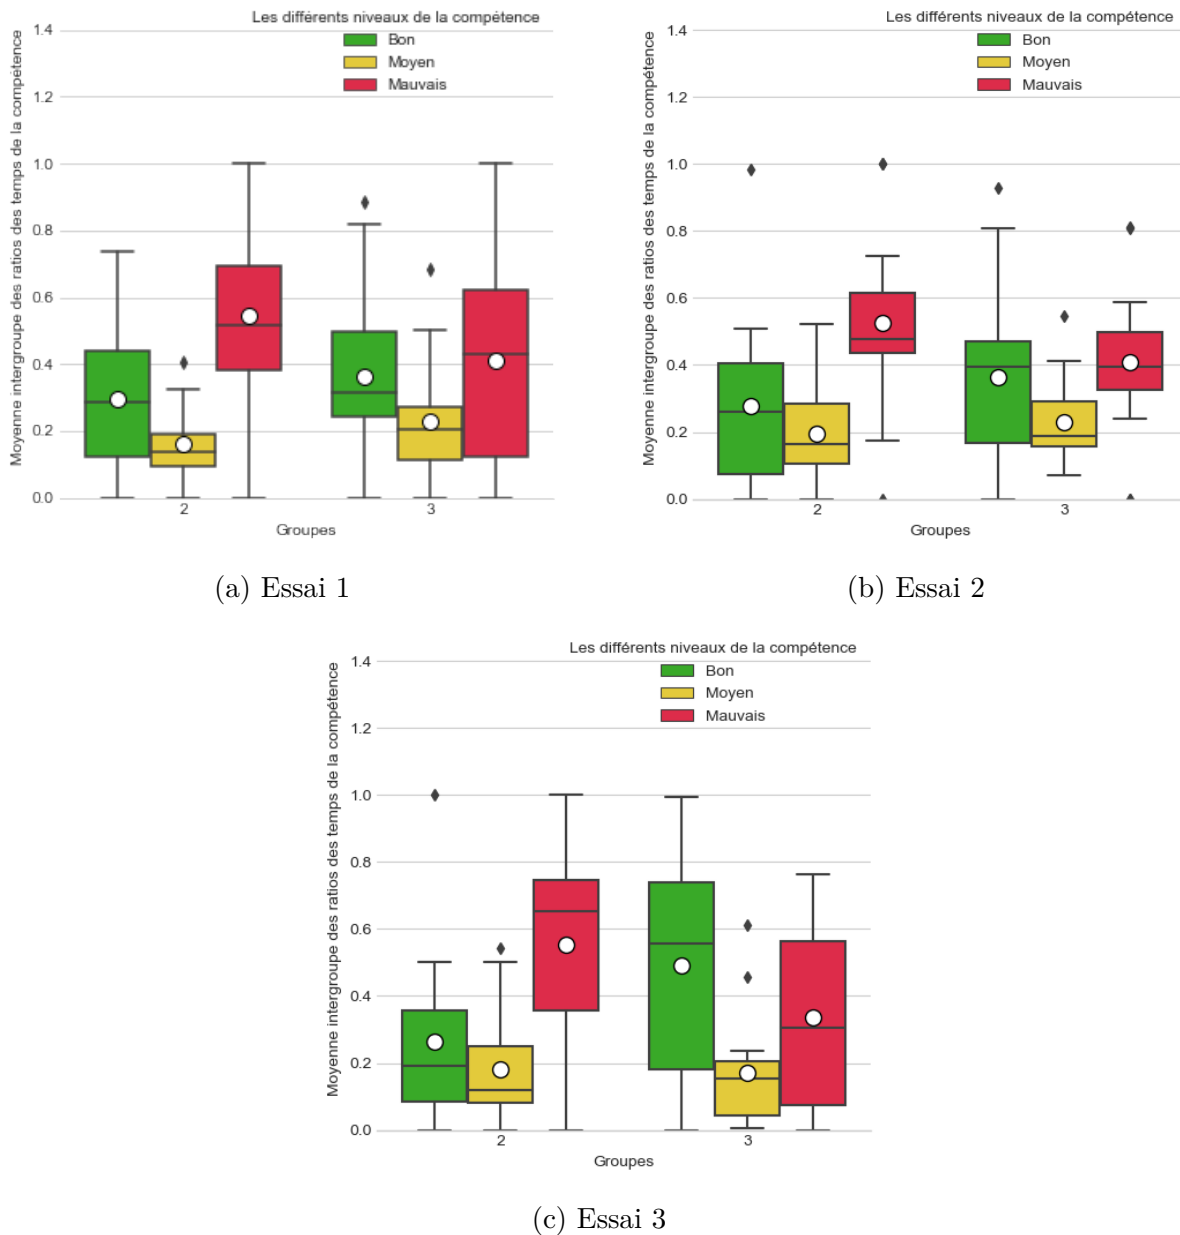 Les différents niveaux de la compétence
Bon
Moyen
Mauvais
Moyenne intergroupe des ratios des temps de la compétence
1.4
1.2
1.0
0.8
0.6
0.4
0.2
0.0
2
3
Groupes
(a) Essai 1
Les différents niveaux de la compétence
Bon
Moyen
Mauvais
Moyenne intergroupe des ratios des temps de la compétence
1.4
1.2
1.0
0.8
0.6
0.4
0.2
0.0
2
3
Groupes
(b) Essai 2
Les différents niveaux de la compétence
Bon
Moyen
Mauvais
Moyenne intergroupe des ratios des temps de la compétence
1.4
1.2
1.0
0.8
0.6
0.4
0.2
0.0
2
3
Groupes
(c) Essai 3